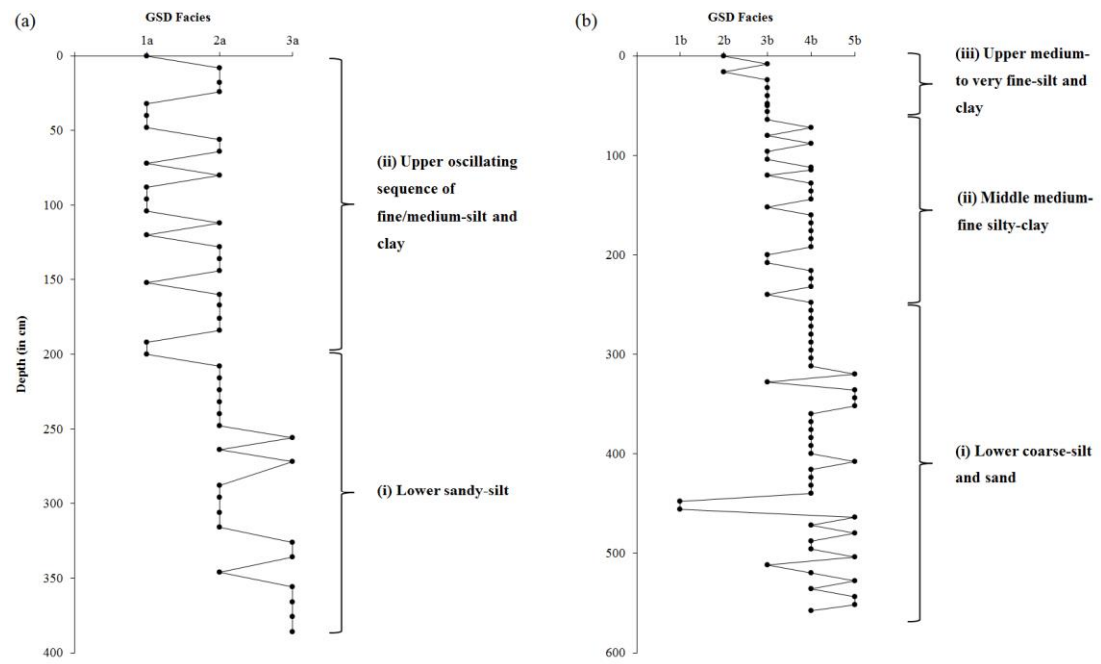 (a)
GSD Facies
1a 2a 3a
0
50
100
150
200
250
300
350
400
Depth (in cm)
(ii) Upper oscillating
sequence of
fine/medium-silt and
clay
(i) Lower sandy-silt
(b)
GSD Facies
1b 2b 3b 4b 5b
0
100
200
300
400
500
600
(iii) Upper medium-
to very fine-silt and
clay
(ii) Middle medium-
fine silty-clay
(i) Lower coarse-silt
and sand